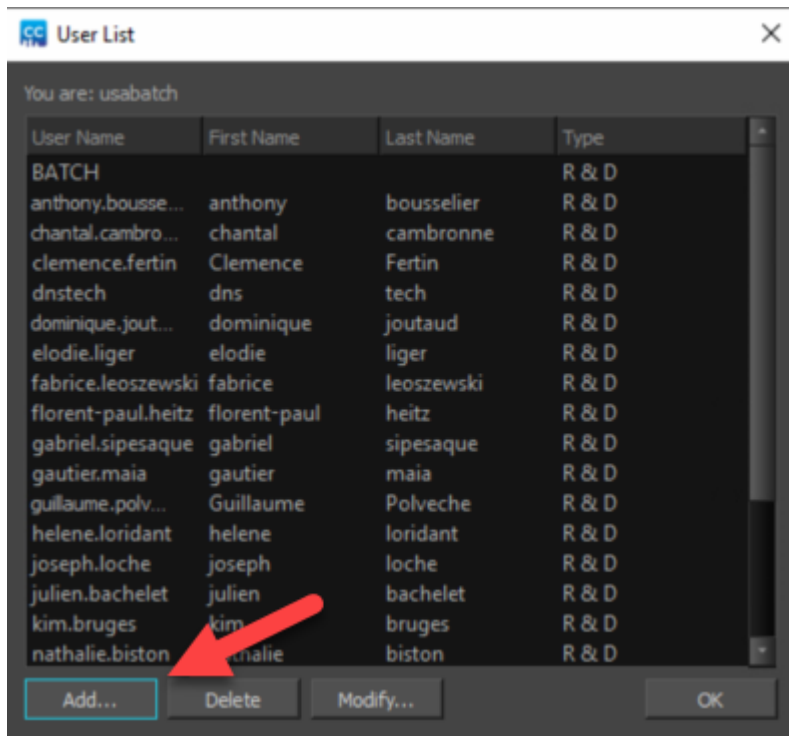 CC
User List
You are: usabatch
User Name First Name Last Name Type
BATCH R & D
anthony.bousse... anthony bousselier R & D
chantal.cambro... chantal cambronne R & D
clemence.fertin Clemence Fertin R & D
dnstech dns tech R & D
dominique.jout... dominique joutaud R & D
elodie.liger elodie liger R & D
fabrice.leoszewski fabrice leoszewski R & D
florent-paul.heitz florent-paul heitz R & D
gabriel.sipesaque gabriel sipesaque R & D
gautier.maia gautier maia R & D
guillaume.polv... Guillaume Polveche R & D
helene.loridant helene loridant R & D
joseph.loche joseph loche R & D
julien.bachelet julien bachelet R & D
kim.bruges kim bruges R & D
nathalie.biston nathalie biston R & D
Add... Delete Modify... OK